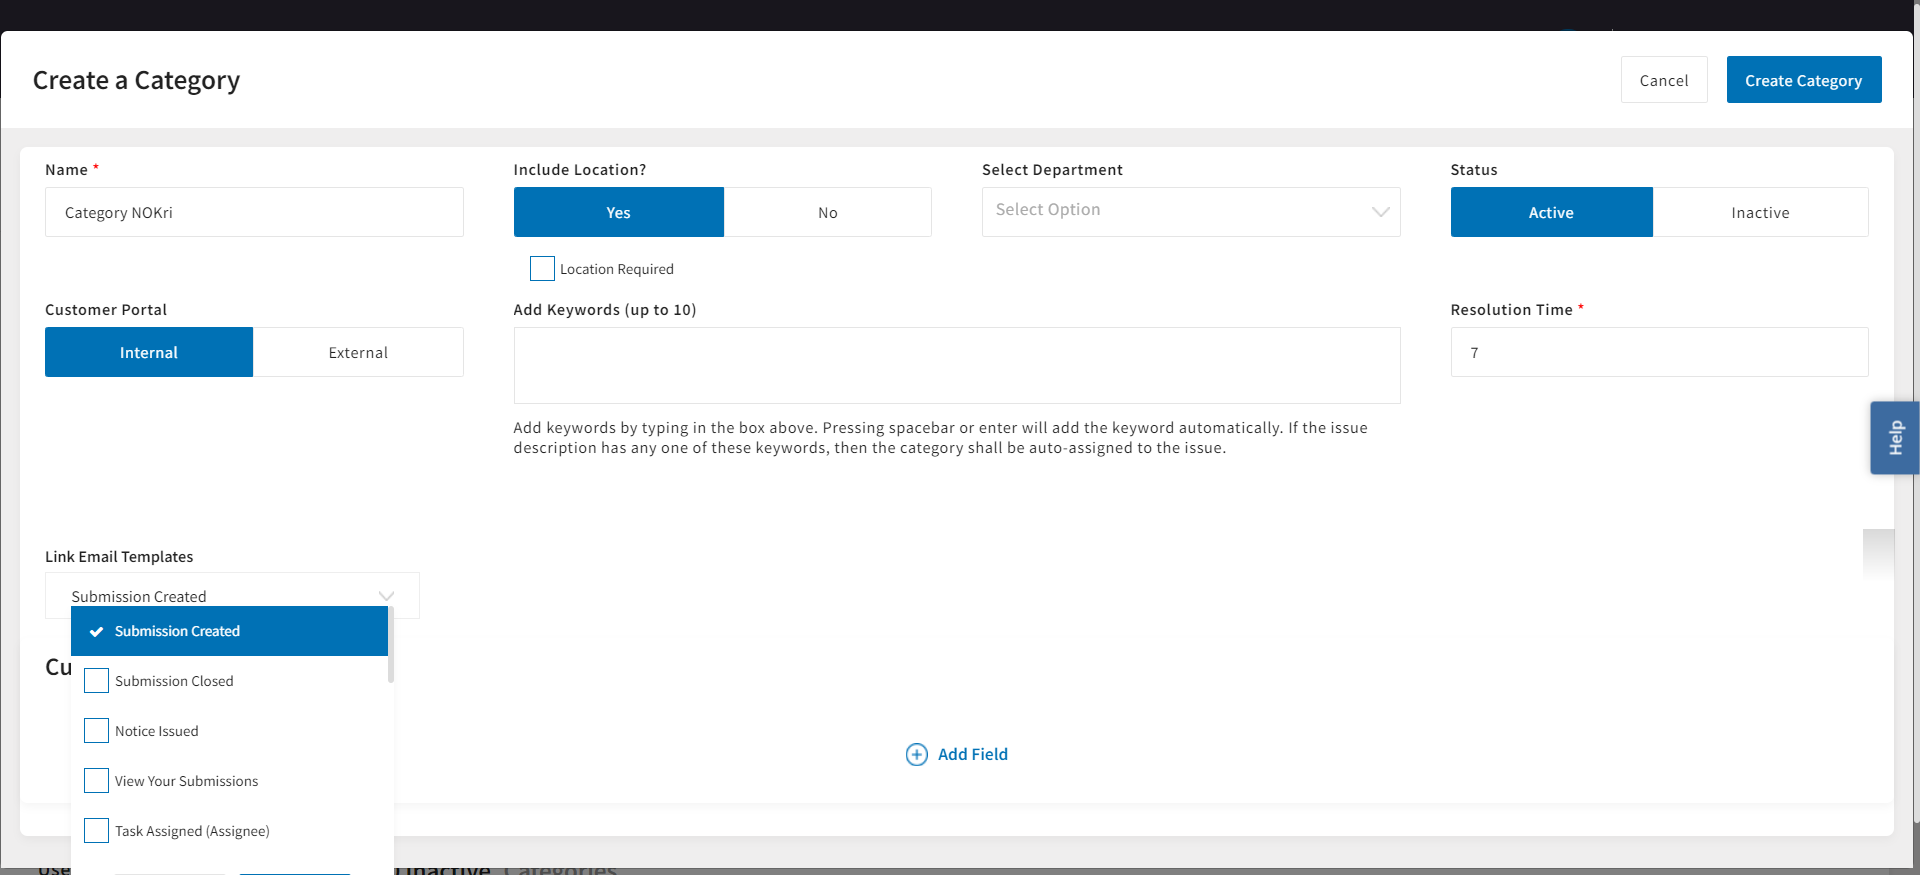 Create a Category
Cancel
Create Category
Name *
Include Location?
Select Department
Status
Category NOKri
Yes
No
Select Option
Active
Inactive
Location Required
Customer Portal
Add Keywords (up to 10)
Resolution Time *
Internal
External
7
Add keywords by typing in the box above. Pressing spacebar or enter will add the keyword automatically. If the issue
description has any one of these keywords, then the category shall be auto-assigned to the issue.
Help
Link Email Templates
Submission Created
Submission Created
Cu
Submission Closed
Notice Issued
View Your Submissions
Add Field
Task Assigned (Assignee)
Use
Inactive Categories